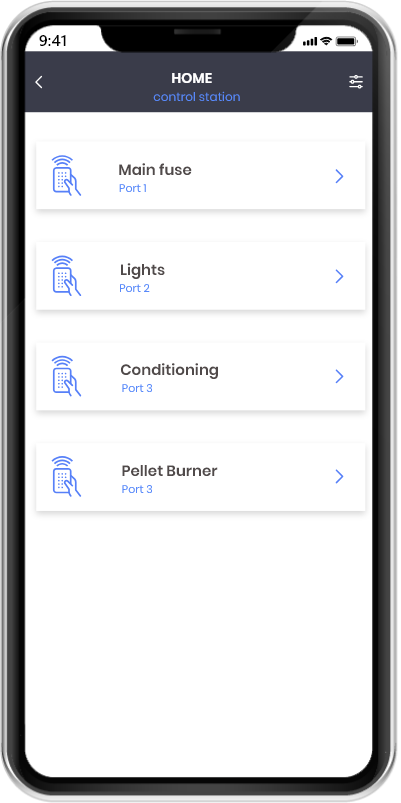 9:41
HOME
control station
Main fuse
Port 1
Lights
Port 2
Conditioning
Port 3
Pellet Burner
Port 3